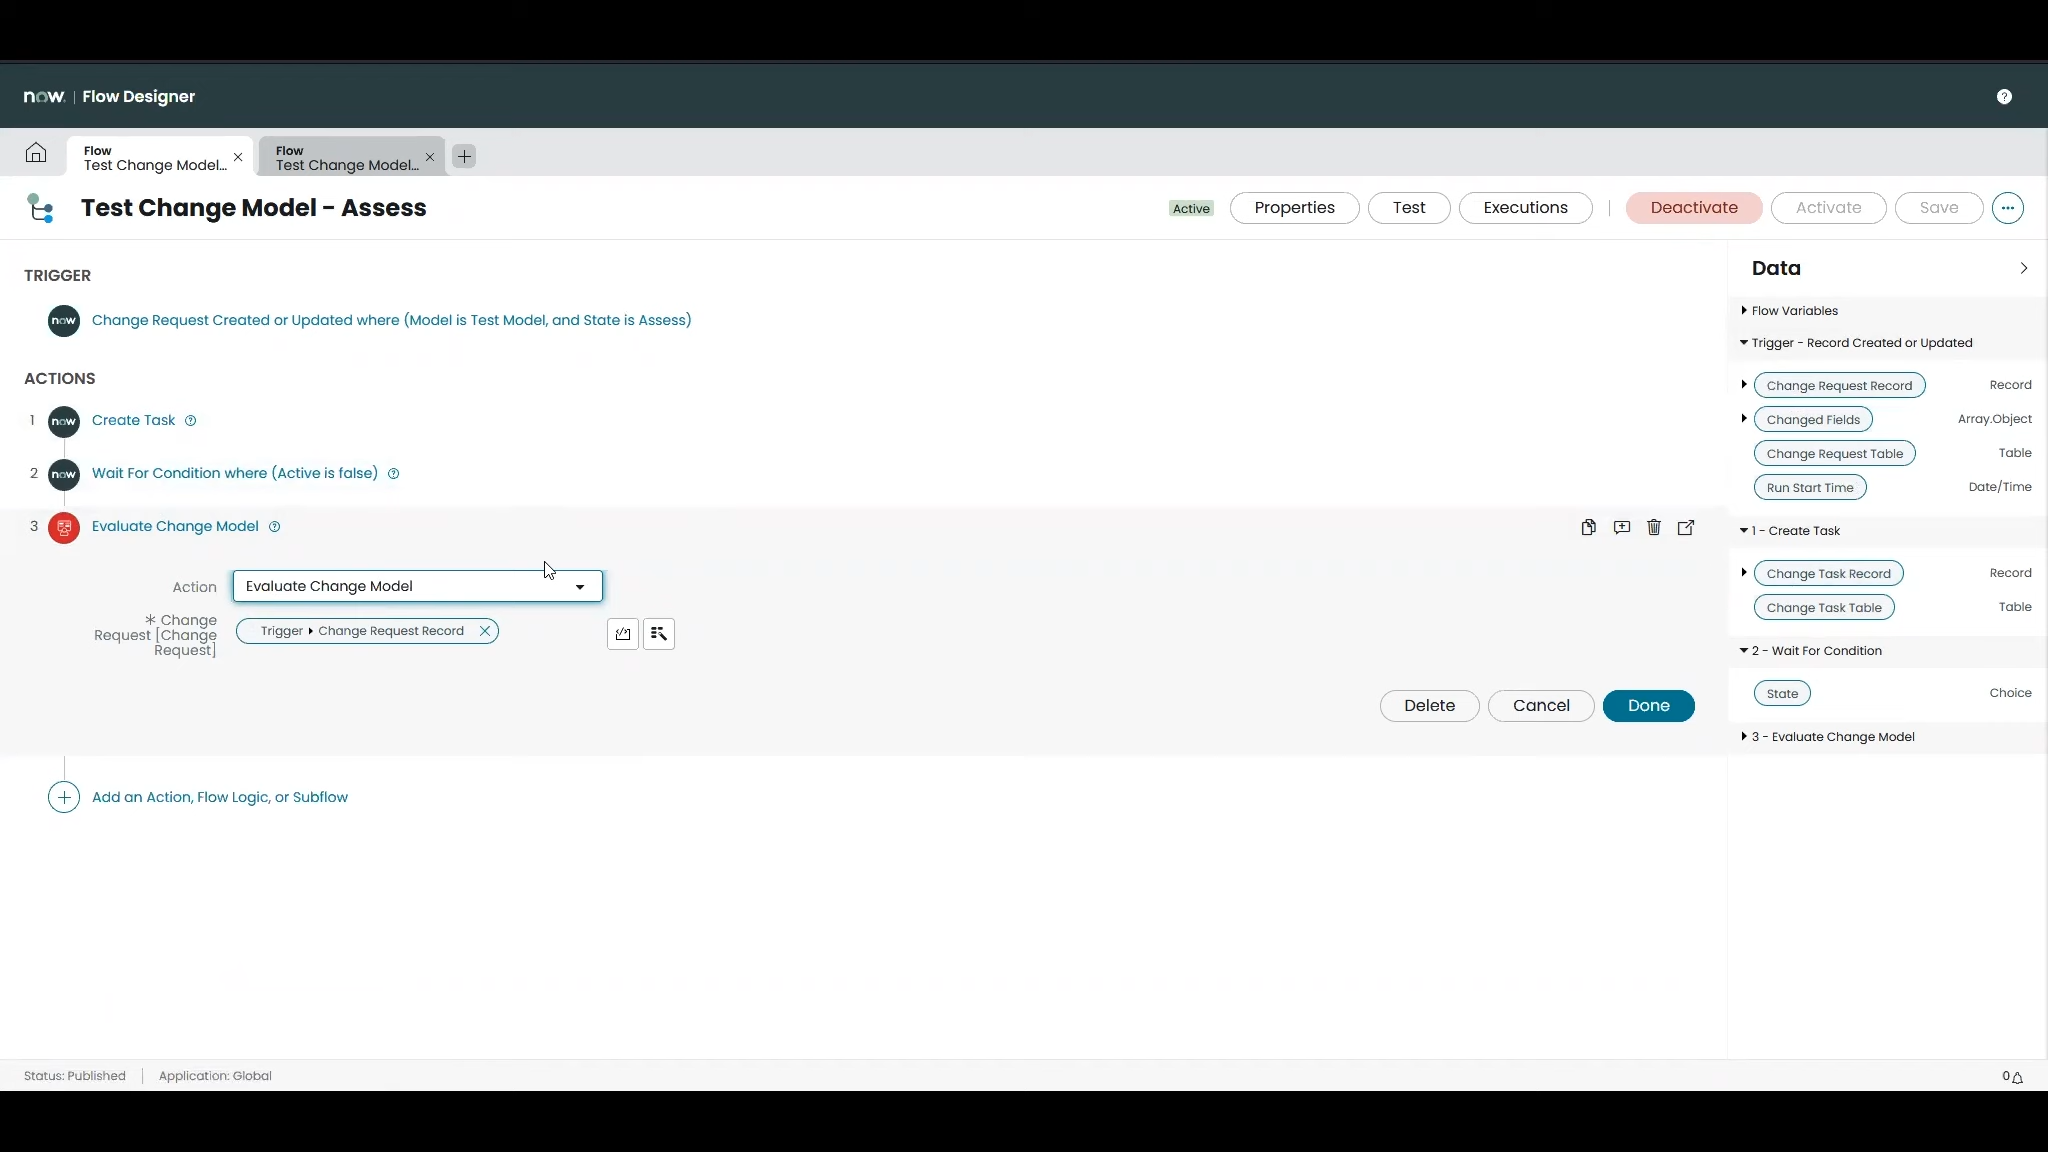 now. | Flow Designer
Flow
Test Change Model...
Flow
Test Change Model...
Test Change Model - Assess
Active
Properties
Test
Executions
Deactivate
Activate
Save
TRIGGER
now
Change Request Created or Updated where (Model is Test Model, and State is Assess)
ACTIONS
1 now Create Task
2 now Wait For Condition where (Active is false)
3 Evaluate Change Model
Action
Evaluate Change Model
* Change
Request [Change
Request]
Trigger ▸ Change Request Record
Delete
Cancel
Done
Add an Action, Flow Logic, or Subflow
Data
Flow Variables
Trigger - Record Created or Updated
Change Request Record Record
Changed Fields Array.Object
Change Request Table Table
Run Start Time Date/Time
1 - Create Task
Change Task Record Record
Change Task Table Table
2 - Wait For Condition
State Choice
3 - Evaluate Change Model
Status: Published | Application: Global
0